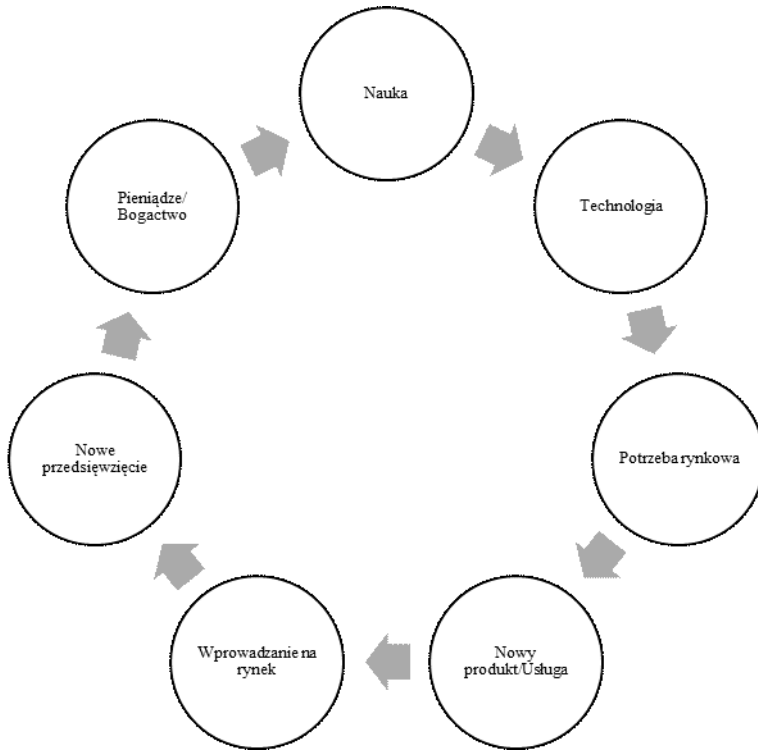 Nauka
Technologia
Potrzeba rynkowa
Nowy
produkt/Usługa
Wprowadzanie na
rynek
Nowe
przedsięwzięcie
Pieniądze/
Bogactwo